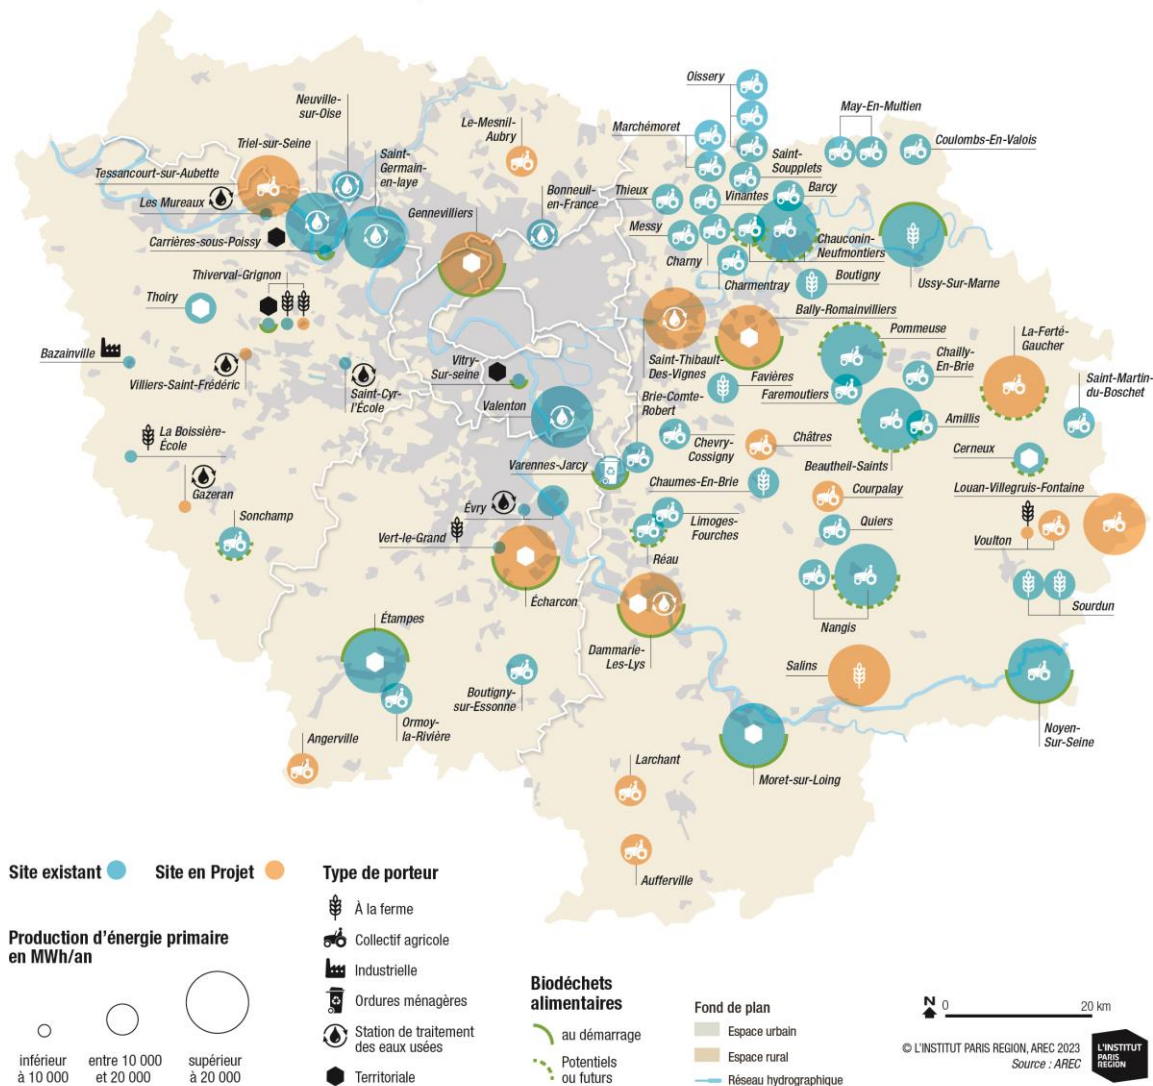 Oissery
May-En-Multien
Neuville-
sur-Oise
Le-Mesnil-
Aubry
Marchémoret
Coulombs-En-Valois
Triel-sur-Seine
Saint-
Germain-
en-laye
Saint-
Soupplets
Tessancourt-sur-Aubette
Les Mureaux
Gennevilliers
Bonneuil-
en-France
Thieux
Vinantes
Barcy
Carrières-sous-Poissy
Messy
Charny
Chauconin-
Neufmontiers
Charmentray
Boutigny
Ussy-Sur-Marne
Thiverval-Grignon
Thoiry
Bally-Romainvilliers
Pommeuse
La-Ferté-
Gaucher
Bazainville
Villiers-Saint-Frédéric
Saint-Cyr-
l'École
Vitry-
Sur-seine
Saint-Thibault-
Des-Vignes
Favières
Chailly-
En-Brie
Saint-Martin-
du-Boschet
Valenton
Brie-Comte-
Robert
Faremoutiers
La Boissière-
École
Chevry-
Cossigny
Châtres
Amillis
Cerneux
Gazeran
Varennes-Jarcy
Beautheil-Saints
Chaumes-En-Brie
Courpalay
Louan-Villegruis-Fontaine
Sonchamp
Évry
Limoges-
Fourches
Quiers
Voulton
Vert-le-Grand
Réau
Écharcon
Nangis
Sourdun
Étampes
Dammarie-
Les-Lys
Salins
Boutigny-
sur-Essonne
Ormoy-
la-Rivière
Noyen-
Sur-Seine
Angerville
Larchant
Moret-sur-Loing
Aufferville
Site existant
Site en Projet
Production d'énergie primaire
en MWh/an
inférieur
à 10 000
entre 10 000
et 20 000
supérieur
à 20 000
Type de porteur
À la ferme
Collectif agricole
Industrielle
Ordures ménagères
Station de traitement
des eaux usées
Territoriale
Biodéchets
alimentaires
au démarrage
Potentiels
ou futurs
Fond de plan
Espace urbain
Espace rural
Réseau hydrographique
N 0 20 km
© L'INSTITUT PARIS REGION, AREC 2023
Source : AREC
L'INSTITUT
PARIS
REGION